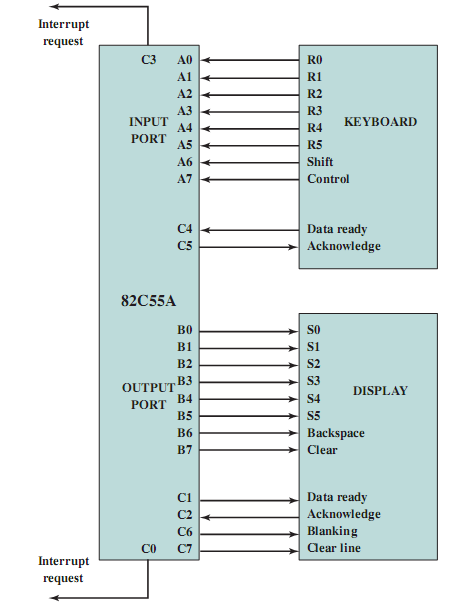 Interrupt
request
C3 A0 R0
A1 R1
A2 R2
A3 R3
INPUT
PORT
A4 R4
KEYBOARD
A5 R5
A6 Shift
A7 Control
C4 Data ready
C5 Acknowledge
82C55A
B0 S0
B1 S1
B2 S2
B3 S3
OUTPUT
PORT
B4 S4
DISPLAY
B5 S5
B6 Backspace
B7 Clear
C1 Data ready
C2 Acknowledge
C6 Blanking
C0 C7 Clear line
Interrupt
request